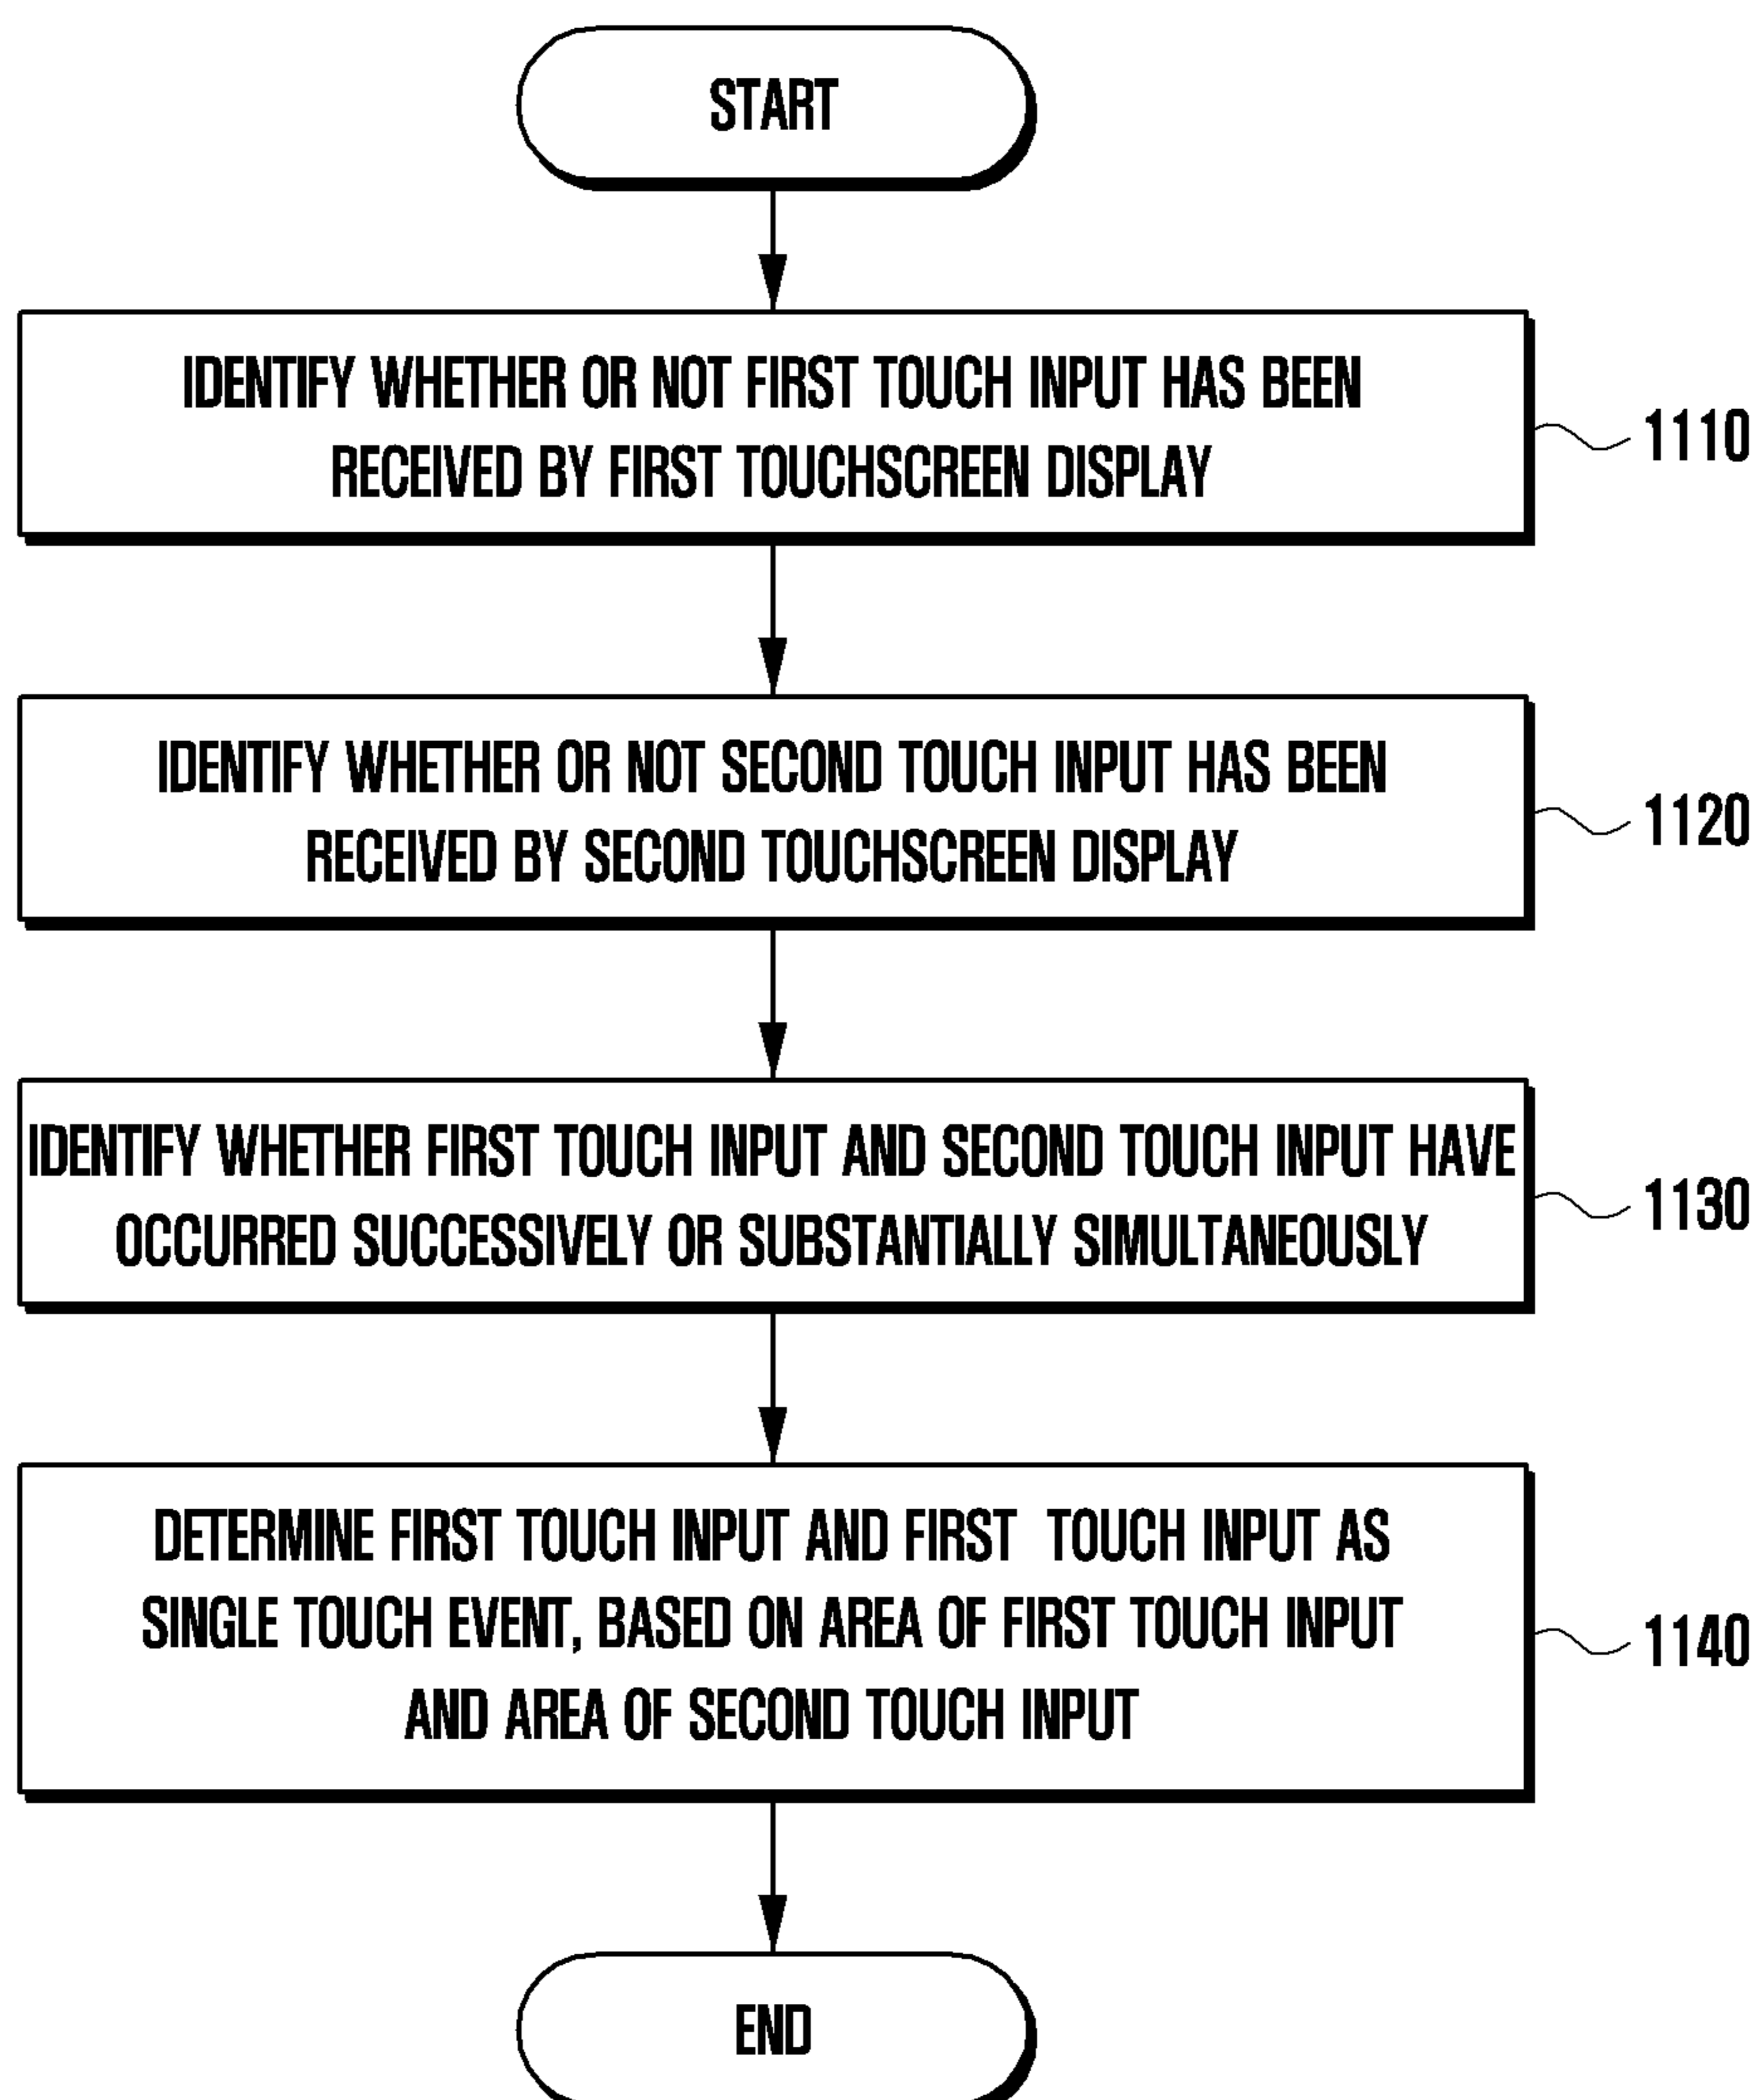 START
IDENTIFY WHETHER OR NOT FIRST TOUCH INPUT HAS BEEN
RECEIVED BY FIRST TOUCHSCREEN DISPLAY
1110
IDENTIFY WHETHER OR NOT SECOND TOUCH INPUT HAS BEEN
RECEIVED BY SECOND TOUCHSCREEN DISPLAY
1120
IDENTIFY WHETHER FIRST TOUCH INPUT AND SECOND TOUCH INPUT HAVE
OCCURRED SUCCESSIVELY OR SUBSTANTIALLY SIMULTANEOUSLY
1130
DETERMINE FIRST TOUCH INPUT AND FIRST TOUCH INPUT AS
SINGLE TOUCH EVENT, BASED ON AREA OF FIRST TOUCH INPUT
AND AREA OF SECOND TOUCH INPUT
1140
END